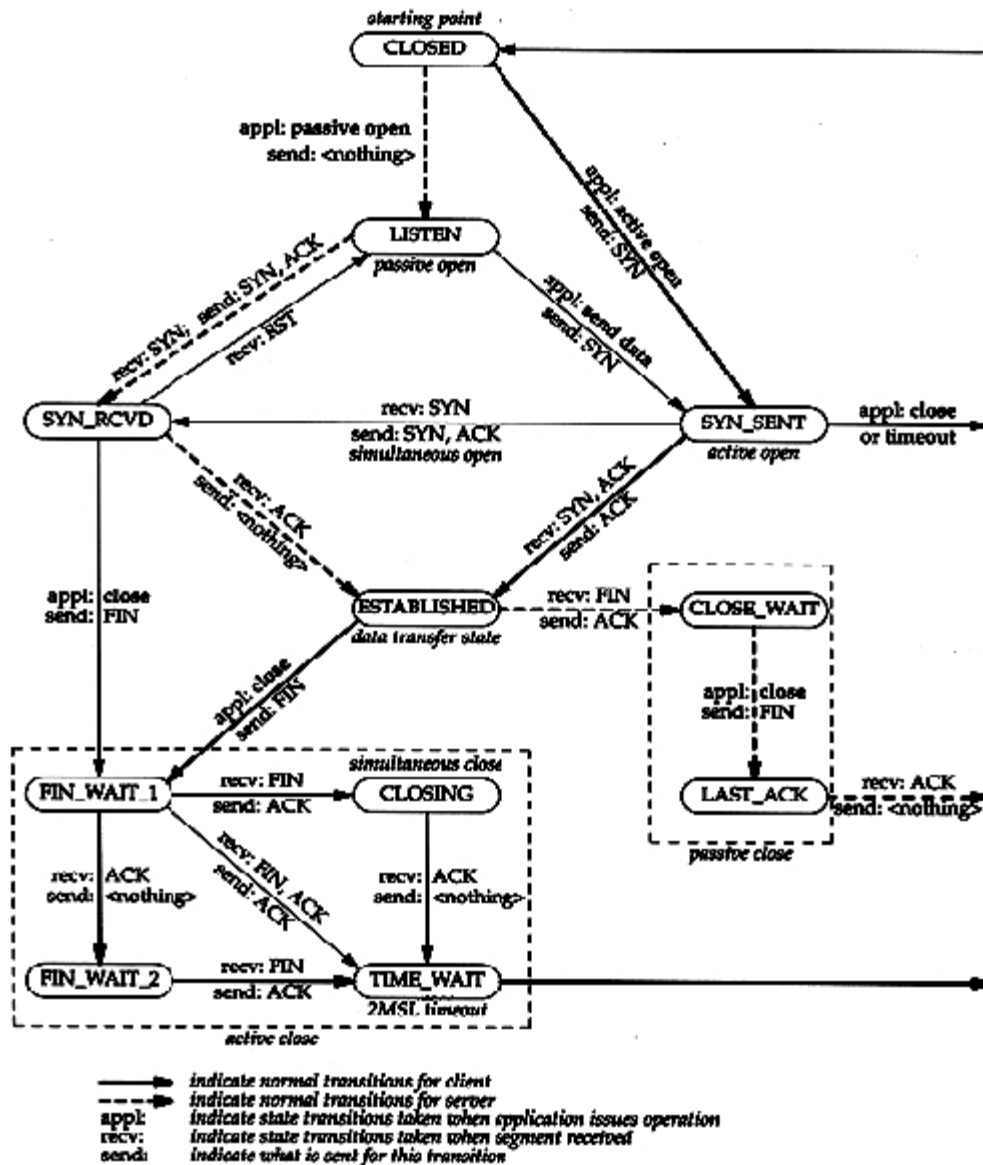 starting point
CLOSED
appl: passive open
send: <nothing>
appl: active open
send: SYN
LISTEN
passive open
recv: SYN; send: SYN, ACK
recv: RST
appl: send data
send: SYN
SYN_RCVD
recv: SYN
send: SYN, ACK
simultaneous open
SYN_SENT
active open
appl: close
or timeout
recv: ACK
send: <nothing>
recv: SYN, ACK
send: ACK
appl: close
send: FIN
ESTABLISHED
data transfer state
recv: FIN
send: ACK
CLOSE_WAIT
appl: close
send: FIN
appl: close
send: FIN
FIN_WAIT_1
recv: FIN
send: ACK
simultaneous close
CLOSING
LAST_ACK
recv: ACK
send: <nothing>
passive close
recv: ACK
send: <nothing>
recv: FIN, ACK
send: ACK
recv: ACK
send: <nothing>
FIN_WAIT_2
recv: FIN
send: ACK
TIME_WAIT
2MSL timeout
active close
indicate normal transitions for client
indicate normal transitions for server
appl: indicate state transitions taken when application issues operation
recv: indicate state transitions taken when segment received
send: indicate what is sent for this transition